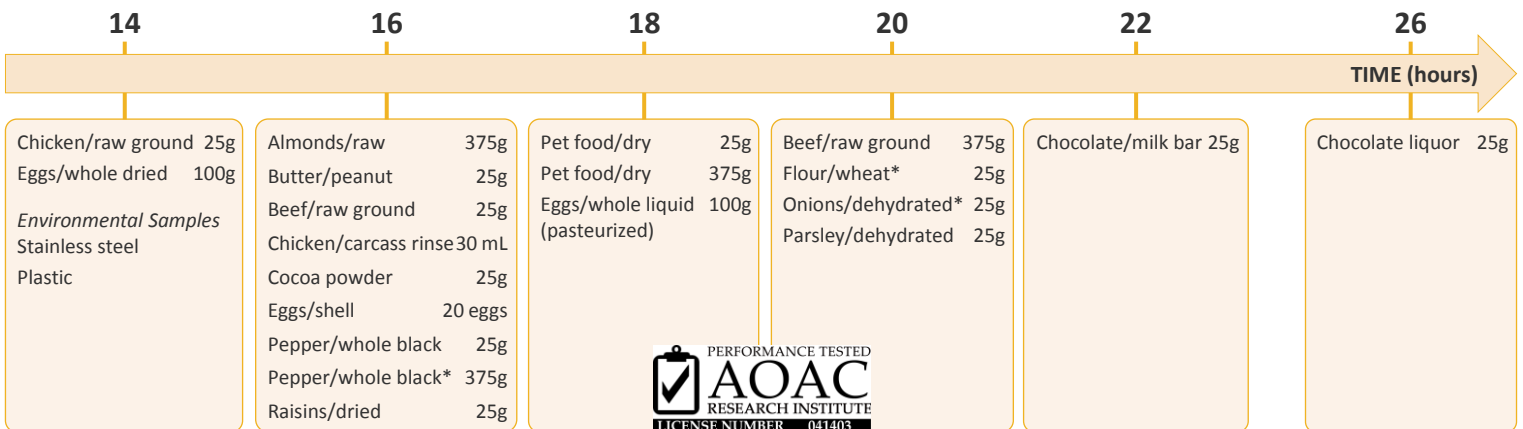 14 16 18 20 22 26
TIME (hours)
Chicken/raw ground 25g
Eggs/whole dried 100g
Environmental Samples
Stainless steel
Plastic
Almonds/raw 375g
Butter/peanut 25g
Beef/raw ground 25g
Chicken/carcass rinse 30 mL
Cocoa powder 25g
Eggs/shell 20 eggs
Pepper/whole black 25g
Pepper/whole black* 375g
Raisins/dried 25g
Pet food/dry 25g
Pet food/dry 375g
Eggs/whole liquid 100g
(pasteurized)
Beef/raw ground 375g
Flour/wheat* 25g
Onions/dehydrated* 25g
Parsley/dehydrated 25g
Chocolate/milk bar 25g
Chocolate liquor 25g
PERFORMANCE TESTED
AOAC
RESEARCH INSTITUTE
LICENSE NUMBER 041403